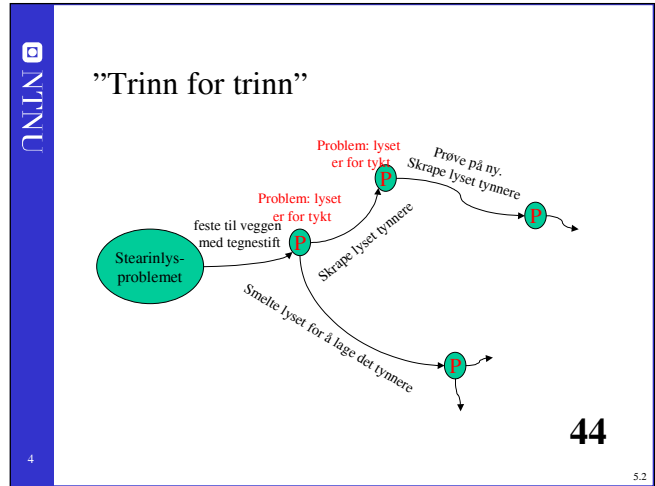 NTNU
”Trinn for trinn”
Problem: lyset
er for tykt
P
Prøve på ny.
Skrape lyset tynnere
P
Problem: lyset
er for tykt
P
feste til veggen
med tegnestift
Skrape lyset tynnere
Stearinlys-
problemet
Smelte lyset for å lage det tynnere
P
44
4
5.2